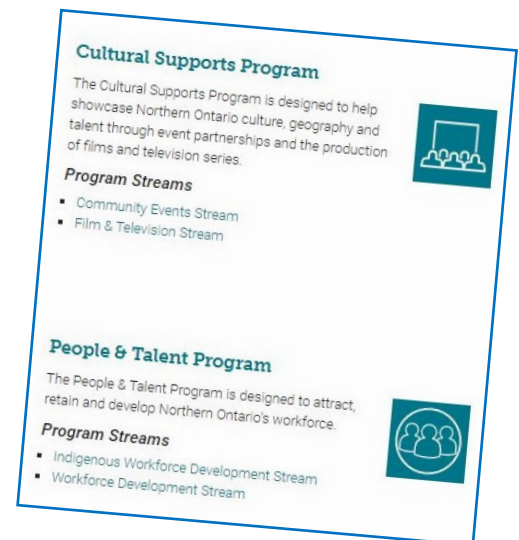 Cultural Supports Program
The Cultural Supports Program is designed to help
showcase Northern Ontario culture, geography and
talent through event partnerships and the production
of films and television series.
Program Streams
▪ Community Events Stream
▪ Film & Television Stream
People & Talent Program
The People & Talent Program is designed to attract,
retain and develop Northern Ontario's workforce.
Program Streams
▪ Indigenous Workforce Development Stream
▪ Workforce Development Stream